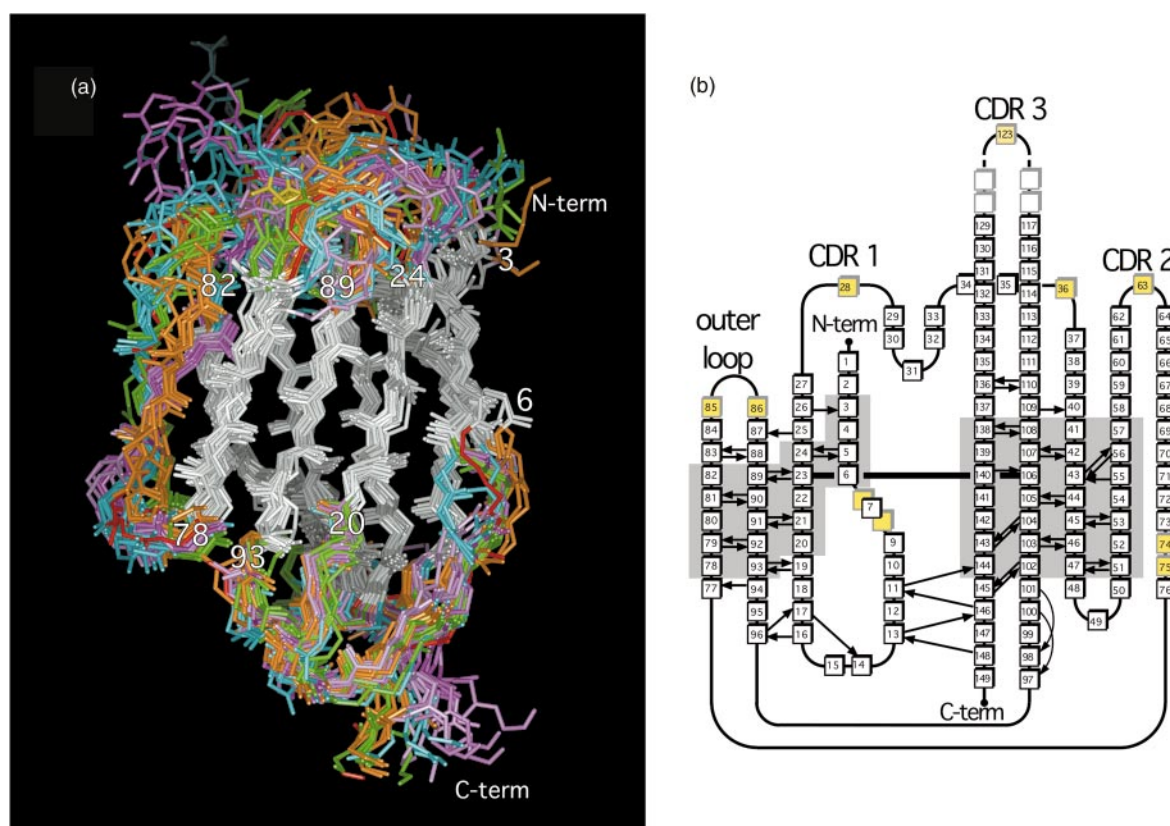 (a)
N-term
3
82 89 24
6
78 20
93
C-term
(b)
CDR 3
123
129 117
130 116
CDR 1 CDR 2
131 115
34 35
28 132 114 36 63
29 33 133 113 62 64
N-term
outer
loop
30 32 134 112 37 61 65
1 31 135 111 38 60 66
27 2 136 110 39 59 67
85 86 26 3 137 109 40 58 68
84 87 25 4 138 108 41 57 69
83 88 24 5 139 107 42 56 70
82 89 23 6 140 106 43 55 71
81 90 22 141 105 44 54 72
7
80 91 21 142 104 45 53 73
79 92 20 9 143 103 46 52 74
78 93 19 10 144 102 47 51 75
77 94 18 11 145 101 48 50 76
95 17 12 146 100 49
96 16 13 147 99
15 14 148 98
149 97
C-term